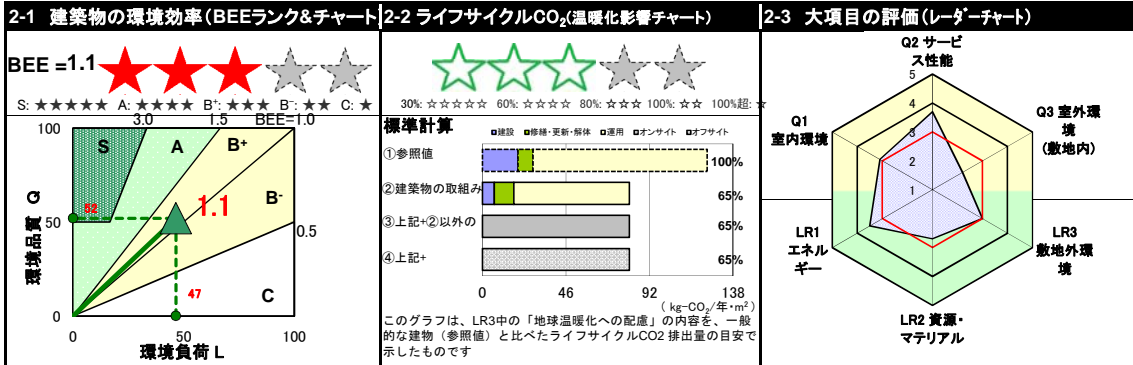 2-1 建築物の環境効率(BEEランク&チャート
2-2 ライフサイクルCO2(温暖化影響チャート)
2-3 大項目の評価(レーダーチャート)
BEE =1.1
S: ★★★★★ A: ★★★★ B+: ★★★ B-: ★★ C: ★
3.0 1.5 BEE=1.0
100
S
A
B+
B-
1.1
52
50
0.5
47
C
0
0 50 100
環境品質 Q
環境負荷 L
30%: ☆☆☆☆☆ 60%: ☆☆☆☆ 80%: ☆☆☆ 100%: ☆☆ 100%超: ☆
標準計算
建設 修繕・更新・解体 運用 オンサイト オフサイト
①参照値 100%
②建築物の取組み 65%
③上記+②以外の 65%
④上記+ 65%
0 46 92 138
( kg-CO2/年・m2 )
このグラフは、LR3中の「地球温暖化への配慮」の内容を、一般
的な建物(参照値)と比べたライフサイクルCO2 排出量の目安で
示したものです
Q2 サービ
ス性能
5
4
3
2
1
Q1
室内環境
Q3 室外環
境
(敷地内)
LR1
エネル
ギー
LR3
敷地外環
境
LR2 資源・
マテリアル